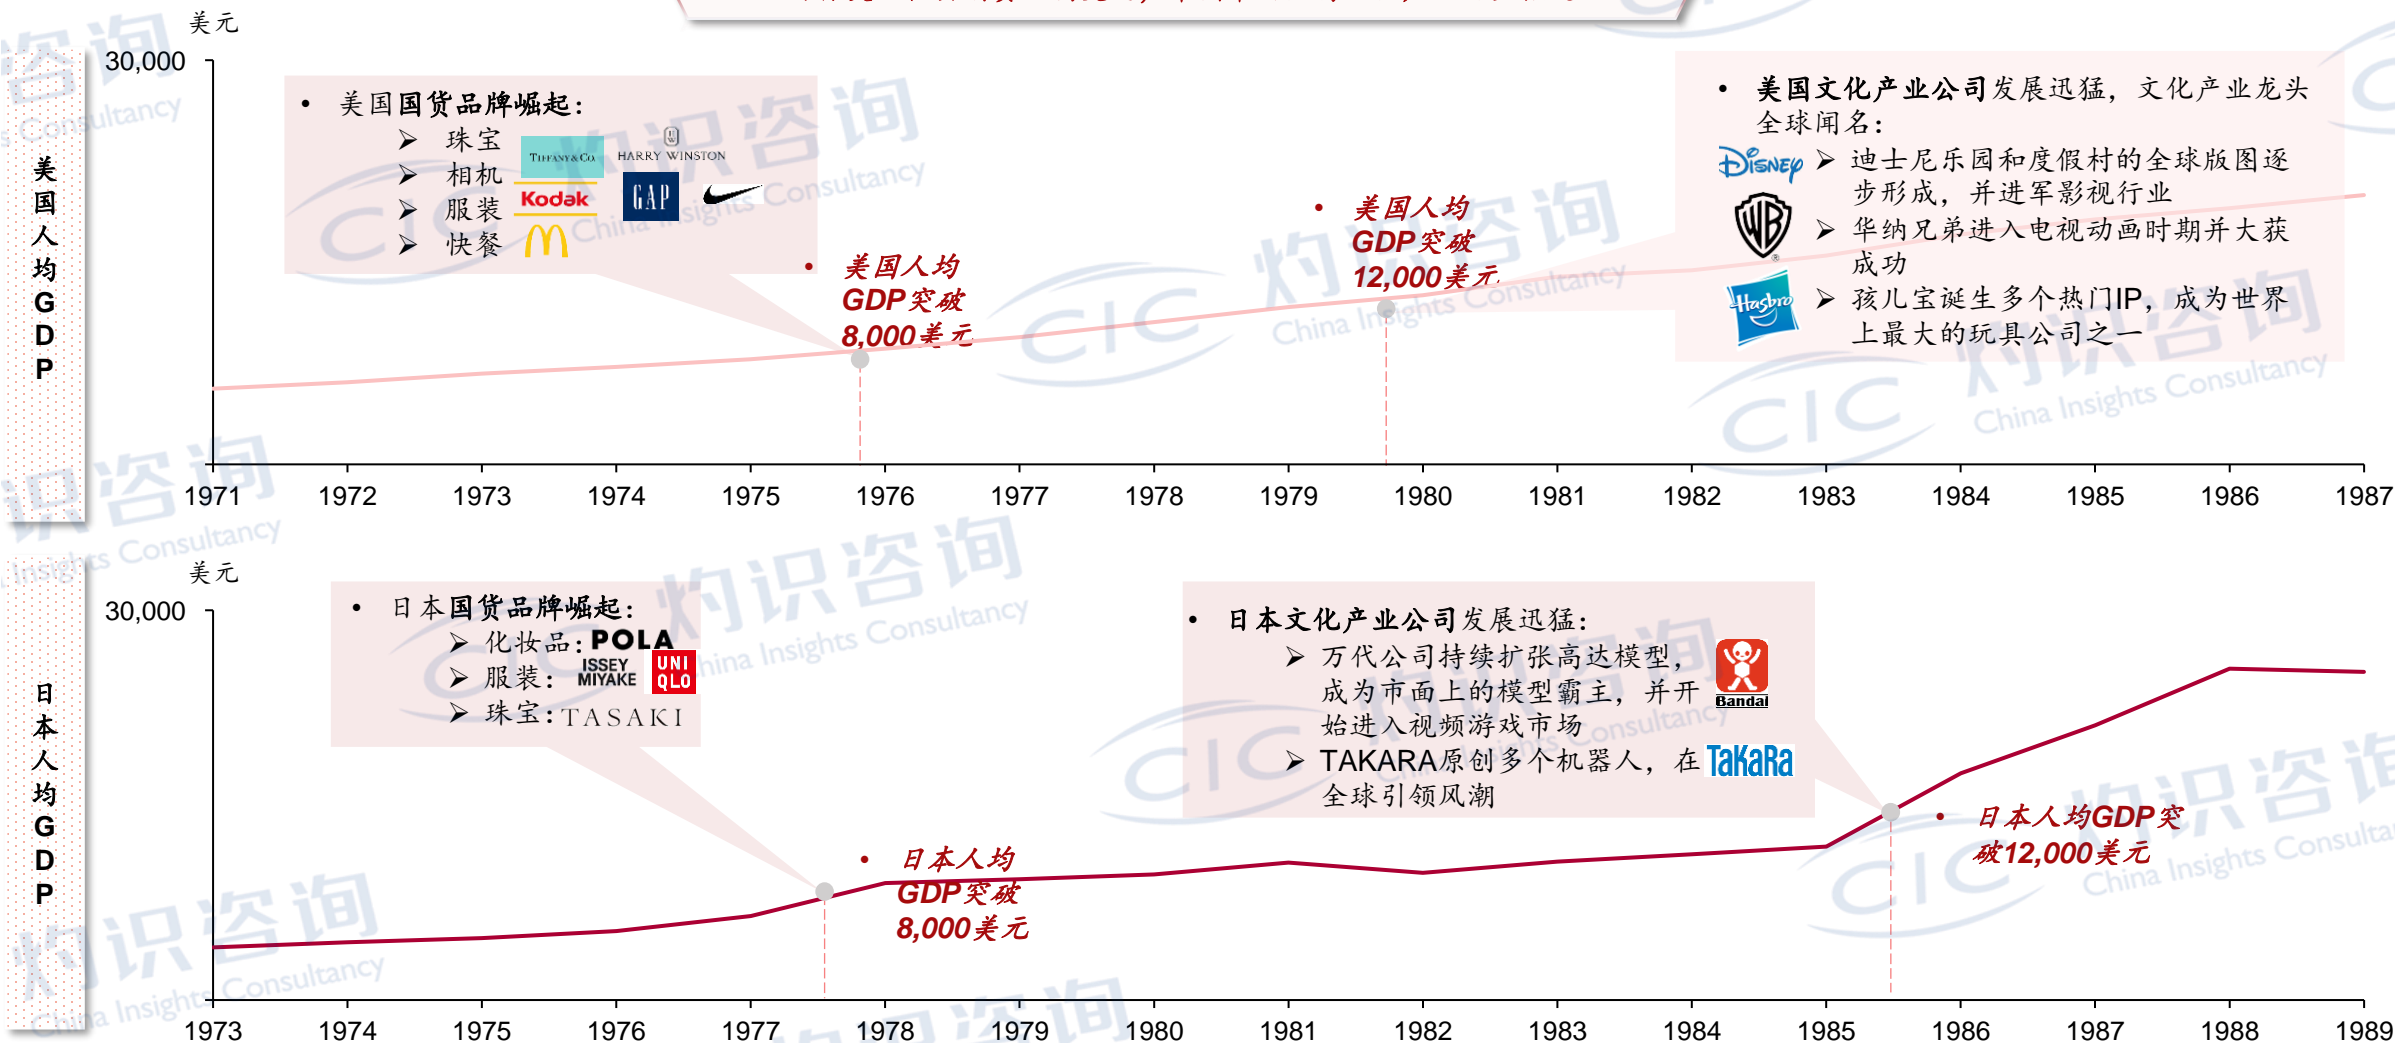 美元
30,000
美国人均GDP
• 美国国货品牌崛起：
➢ 珠宝
TIFFANY & CO.
HARRY WINSTON
➢ 相机
Kodak
GAP
➢ 服装
➢ 快餐
• 美国人均
GDP突破
8,000美元
• 美国人均
GDP突破
12,000美元
• 美国文化产业公司发展迅猛，文化产业龙头
全球闻名：
DISNEY
➢ 迪士尼乐园和度假村的全球版图逐
步形成，并进军影视行业
WB
➢ 华纳兄弟进入电视动画时期并大获
成功
Hasbro
➢ 孩儿宝诞生多个热门IP，成为世界
上最大的玩具公司之一
1971 1972 1973 1974 1975 1976 1977 1978 1979 1980 1981 1982 1983 1984 1985 1986 1987
美元
30,000
日本人均GDP
• 日本国货品牌崛起：
➢ 化妆品：POLA
➢ 服装：
ISSEY
MIYAKE
UNI
QLO
➢ 珠宝：TASAKI
• 日本人均
GDP突破
8,000美元
• 日本文化产业公司发展迅猛：
➢ 万代公司持续扩张高达模型，
成为市面上的模型霸主，并开
始进入视频游戏市场
Bandai
➢ TAKARA原创多个机器人，在
全球引领风潮
TaKaRa
• 日本人均GDP突
破12,000美元
1973 1974 1975 1976 1977 1978 1979 1980 1981 1982 1983 1984 1985 1986 1987 1988 1989
CIC 灼识咨询
China Insights Consultancy